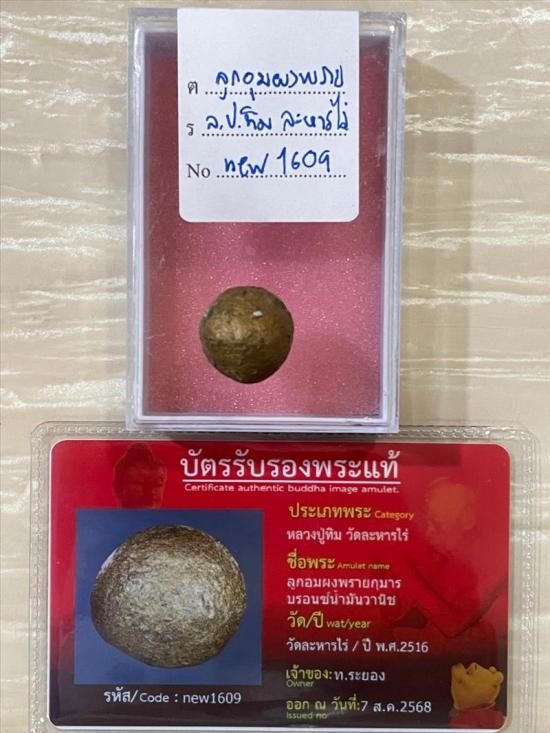 ต ลูกอมผงพราย
ร ล.ป.ทิม ละหารไร่
No new 1609
บัตรรับรองพระแท้
Certificate authentic buddha image amulet.
ประเภทพระ Category
หลวงปู่ทิม วัดละหารไร่
ชื่อพระ Amulet name
ลูกอมผงพรายกุมาร
บรอนซ์น้ำมันวานิช
วัด/ปี wat/year
วัดละหารไร่ / ปี พ.ศ.2516
เจ้าของ:ท.ระยอง
Owner
ออก ณ วันที่:7 ส.ค.2568
Issued no
รหัส/Code : new1609